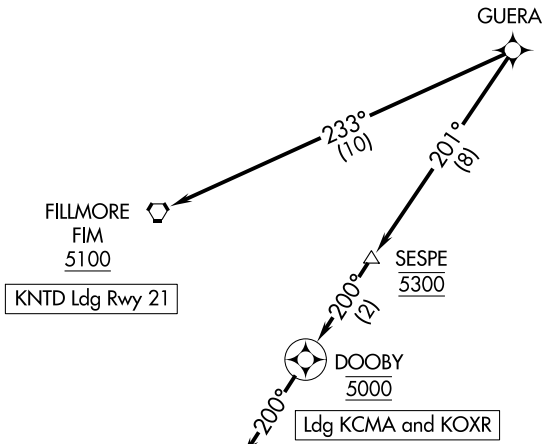 GUERA
233°
(10)
201°
(8)
FILLMORE
FIM
5100
KNTD Ldg Rwy 21
SESPE
5300
200°
(2)
DOOBY
5000
200°
Ldg KCMA and KOXR